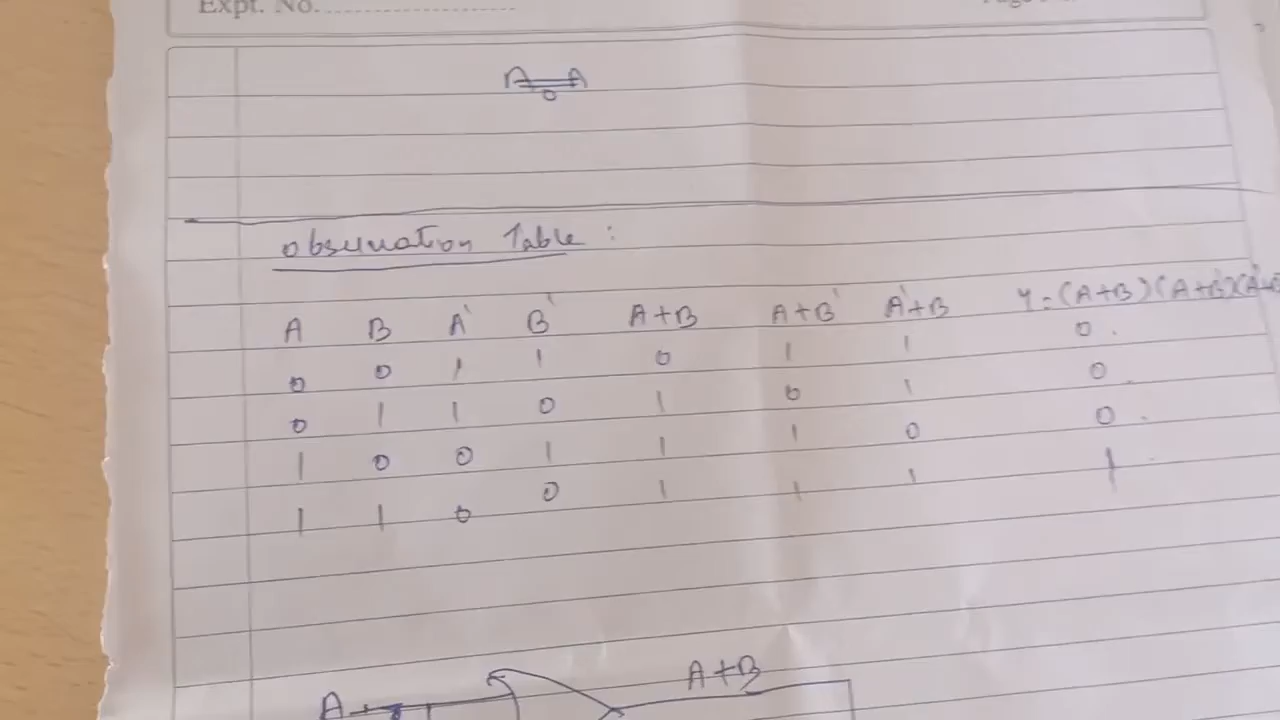 Expt. No.
A A
0
Observation Table :
A B A' B' A+B A+B' A'+B Y = (A+B)(A+B')(A'+B
0 0 1 1 0 1 1 0
0 1 1 0 1 0 1 0
1 0 0 1 1 1 0 0
1 1 0 0 1 1 1 1
A+B
A